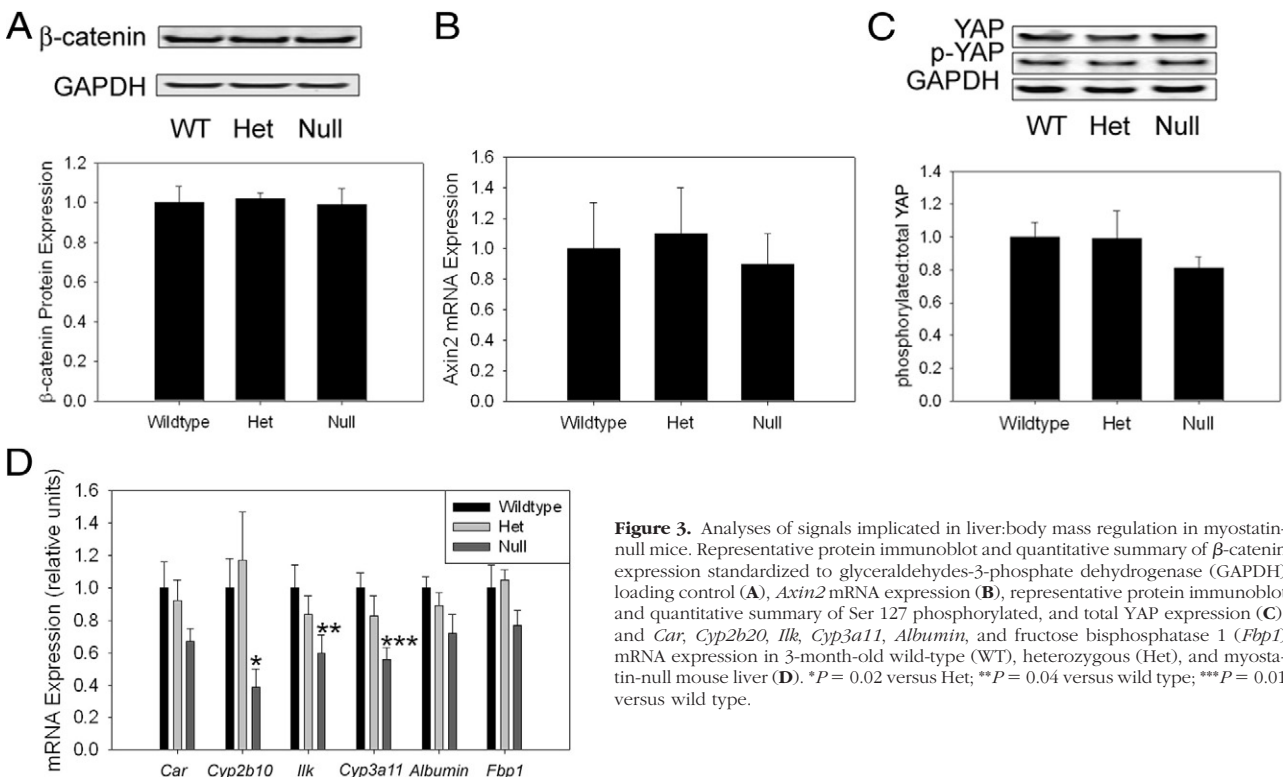 A
β-catenin
GAPDH
WT Het Null
β-catenin Protein Expression
1.2
1.0
0.8
0.6
0.4
0.2
0.0
Wildtype Het Null
B
Axin2 mRNA Expression
1.6
1.4
1.2
1.0
0.8
0.6
0.4
0.2
0.0
Wildtype Het Null
C
YAP
p-YAP
GAPDH
WT Het Null
phosphorylated:total YAP
1.4
1.2
1.0
0.8
0.6
0.4
0.2
0.0
Wildtype Het Null
D
mRNA Expression (relative units)
1.6
1.4
1.2
1.0
0.8
0.6
0.4
0.2
0.0
Wildtype
Het
Null
*
**
***
Car Cyp2b10 Ilk Cyp3a11 Albumin Fbp1
Figure 3. Analyses of signals implicated in liver:body mass regulation in myostatin-
null mice. Representative protein immunoblot and quantitative summary of β-catenin
expression standardized to glyceraldehydes-3-phosphate dehydrogenase (GAPDH)
loading control (A), Axin2 mRNA expression (B), representative protein immunoblot
and quantitative summary of Ser 127 phosphorylated, and total YAP expression (C)
and Car, Cyp2b20, Ilk, Cyp3a11, Albumin, and fructose bisphosphatase 1 (Fbp1)
mRNA expression in 3-month-old wild-type (WT), heterozygous (Het), and myosta-
tin-null mouse liver (D). *P = 0.02 versus Het; **P = 0.04 versus wild type; ***P = 0.01
versus wild type.